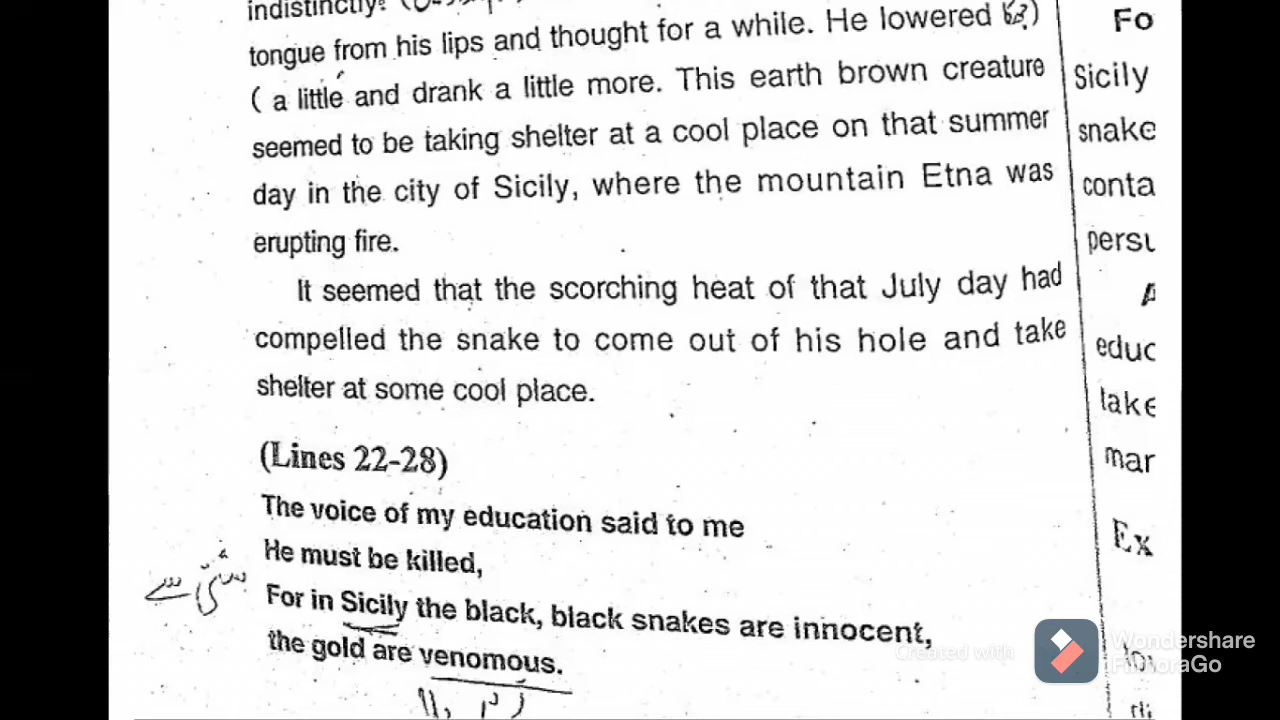 indistinctly.
tongue from his lips and thought for a while. He lowered
( a little and drank a little more. This earth brown creature
seemed to be taking shelter at a cool place on that summer
day in the city of Sicily, where the mountain Etna was
erupting fire.
It seemed that the scorching heat of that July day had
compelled the snake to come out of his hole and take
shelter at some cool place.
(Lines 22-28)
The voice of my education said to me
He must be killed,
For in Sicily the black, black snakes are innocent,
the gold are venomous.
Fo
Sicily
snake
conta
persu
A
educ
lake
mar
Ex
Created with
Wondershare
FilmoraGo